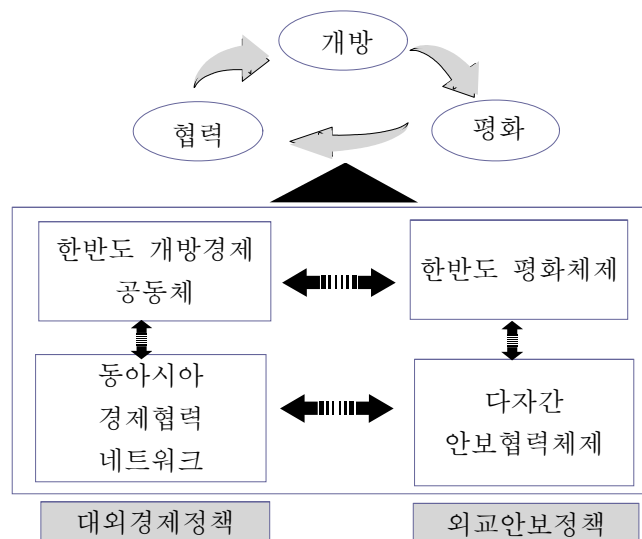 개방
협력
평화
한반도 개방경제
공동체
한반도 평화체제
동아시아
경제협력
네트워크
다자간
안보협력체제
대외경제정책
외교안보정책